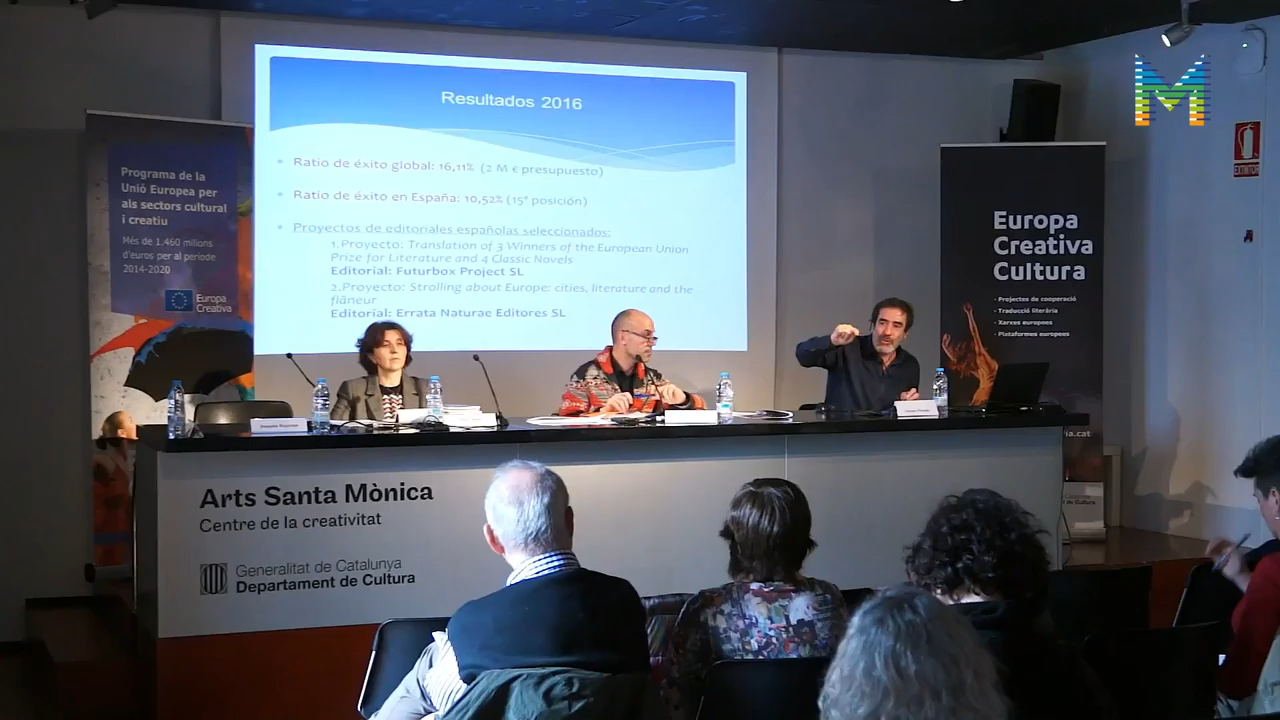 Resultados 2016
Ratio de éxito global: 16,11% (2 M € presupuesto)
Ratio de éxito en España: 10,52% (15ª posición)
Proyectos de editoriales españolas seleccionados:
1.Proyecto: Translation of 3 Winners of the European Union
Prize for Literature and 4 Classic Novels
Editorial: Futurbox Project SL
2.Proyecto: Strolling about Europe: cities, literature and the
flâneur
Editorial: Errata Naturae Editores SL
Programa de la
Unió Europea per
als sectors cultural
i creatiu
Més de 1.460 milions
d'euros per al període
2014-2020
Europa
Creativa
M
EXTINTOR
Europa
Creativa
Cultura
· Projectes de cooperació
· Traducció literària
· Xarxes europees
· Plataformes europees
ia.cat
Arts Santa Mònica
Centre de la creativitat
Generalitat de Catalunya
Departament de Cultura